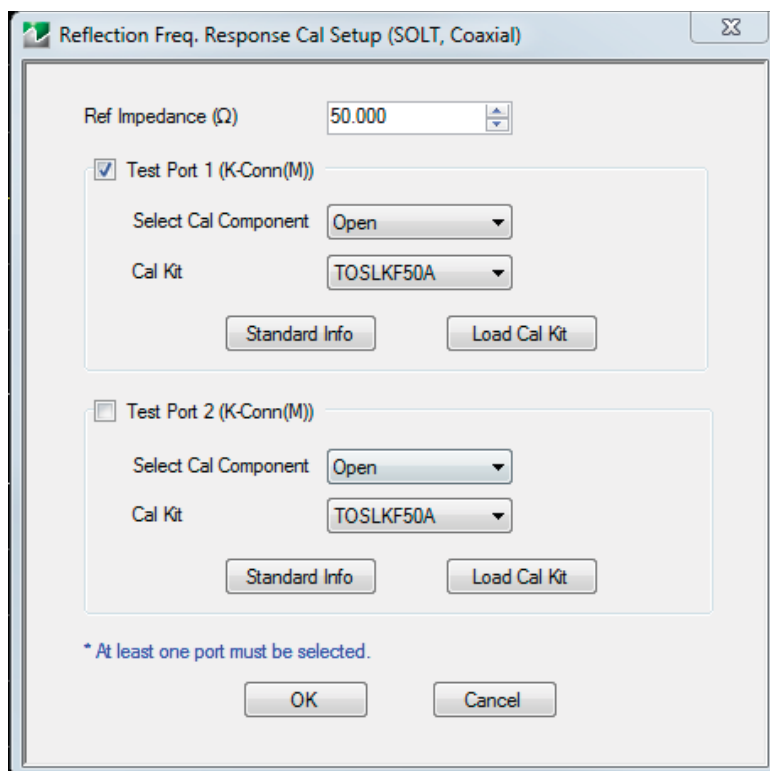 Reflection Freq. Response Cal Setup (SOLT, Coaxial)
Ref Impedance (Ω) 50.000
Test Port 1 (K-Conn(M))
Select Cal Component Open
Cal Kit TOSLKF50A
Standard Info Load Cal Kit
Test Port 2 (K-Conn(M))
Select Cal Component Open
Cal Kit TOSLKF50A
Standard Info Load Cal Kit
* At least one port must be selected.
OK Cancel